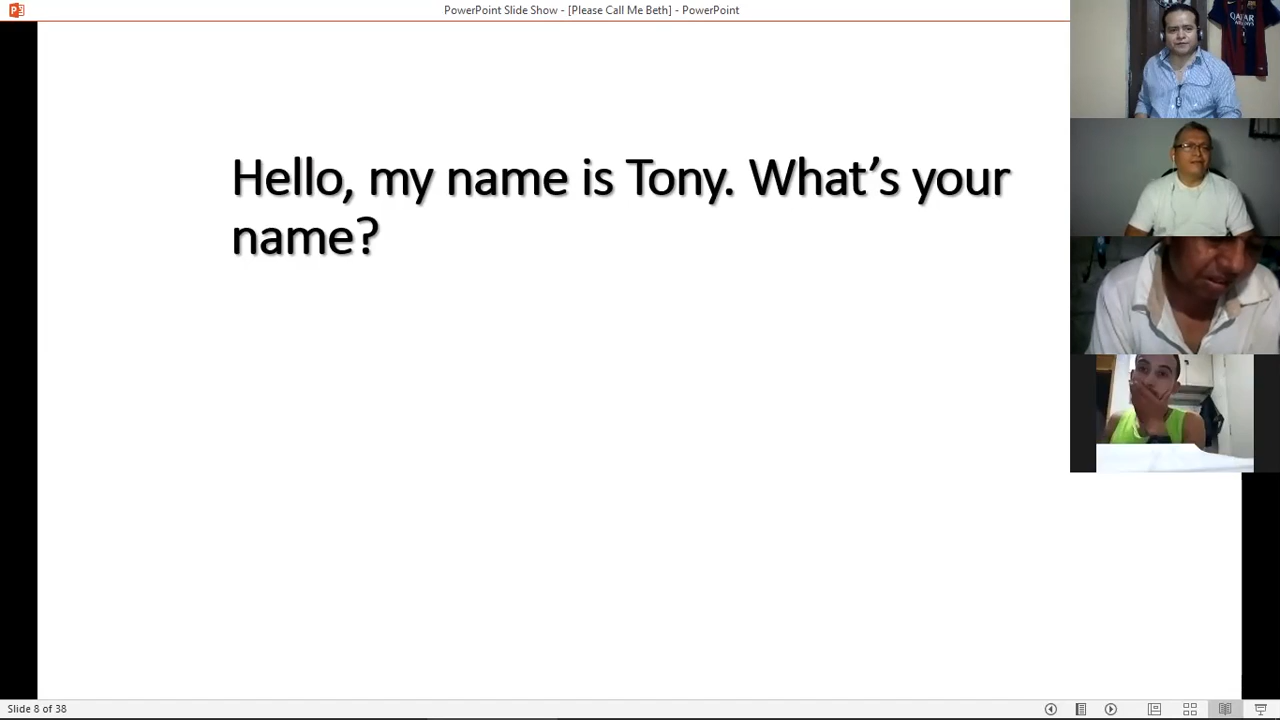 PowerPoint Slide Show - [Please Call Me Beth] - PowerPoint
QATAR
Hello, my name is Tony. What’s your
name?
Slide 8 of 38